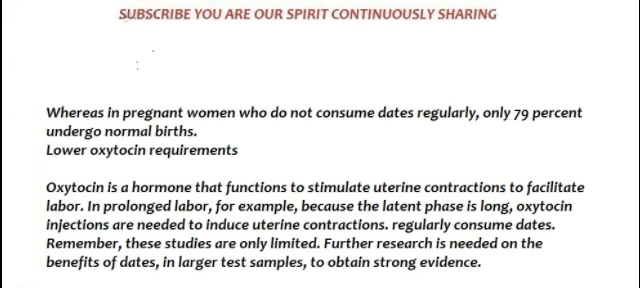 SUBSCRIBE YOU ARE OUR SPIRIT CONTINUOUSLY SHARING
Whereas in pregnant women who do not consume dates regularly, only 79 percent
undergo normal births.
Lower oxytocin requirements
Oxytocin is a hormone that functions to stimulate uterine contractions to facilitate
labor. In prolonged labor, for example, because the latent phase is long, oxytocin
injections are needed to induce uterine contractions. regularly consume dates.
Remember, these studies are only limited. Further research is needed on the
benefits of dates, in larger test samples, to obtain strong evidence.